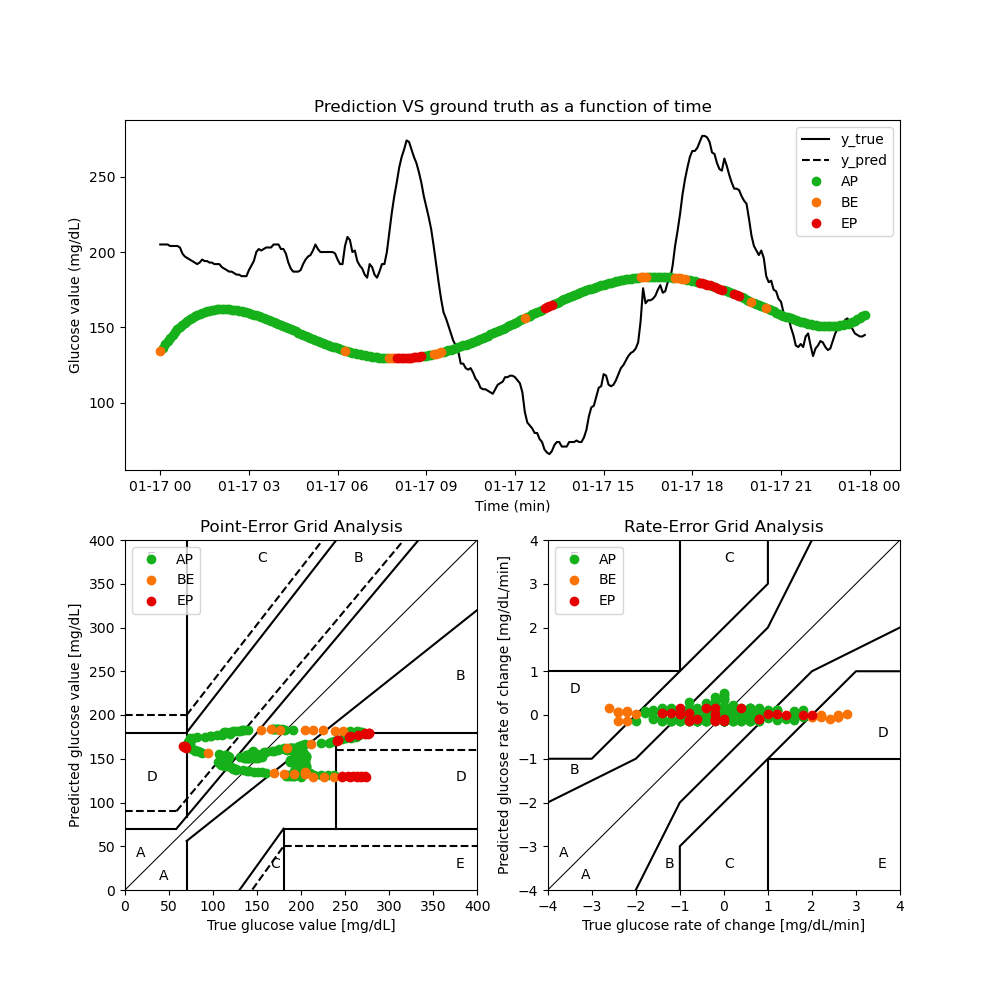 Prediction VS ground truth as a function of time
Glucose value (mg/dL)
250
200
150
100
y_true
y_pred
AP
BE
EP
01-17 00 01-17 03 01-17 06 01-17 09 01-17 12 01-17 15 01-17 18 01-17 21 01-18 00
Time (min)
Point-Error Grid Analysis
Predicted glucose value [mg/dL]
400
350
300
250
200
150
100
50
0
AP
BE
EP
C
B
B
D
D
A
A
C
E
0 50 100 150 200 250 300 350 400
True glucose value [mg/dL]
Rate-Error Grid Analysis
Predicted glucose rate of change [mg/dL/min]
4
3
2
1
0
−1
−2
−3
−4
AP
BE
EP
C
D
D
B
A
A
B
C
E
−4 −3 −2 −1 0 1 2 3 4
True glucose rate of change [mg/dL/min]